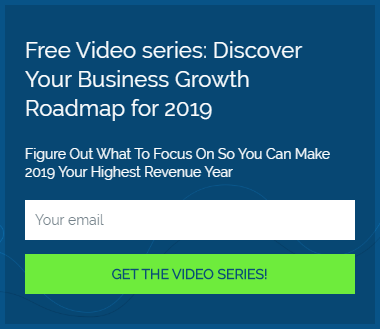 Free Video series: Discover
Your Business Growth
Roadmap for 2019
Figure Out What To Focus On So You Can Make
2019 Your Highest Revenue Year
Your email
GET THE VIDEO SERIES!